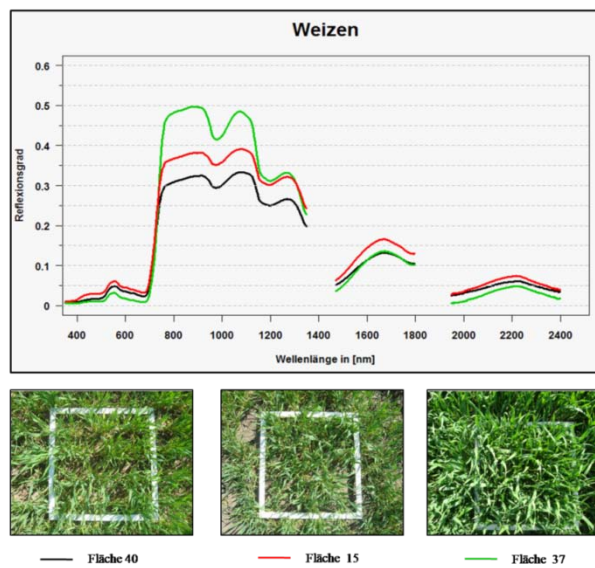 Weizen
0.6
0.5
0.4
0.3
0.2
0.1
0
Reflexionsgrad
400 600 800 1000 1200 1400 1600 1800 2000 2200 2400
Wellenlänge in [nm]
Fläche 40 Fläche 15 Fläche 37